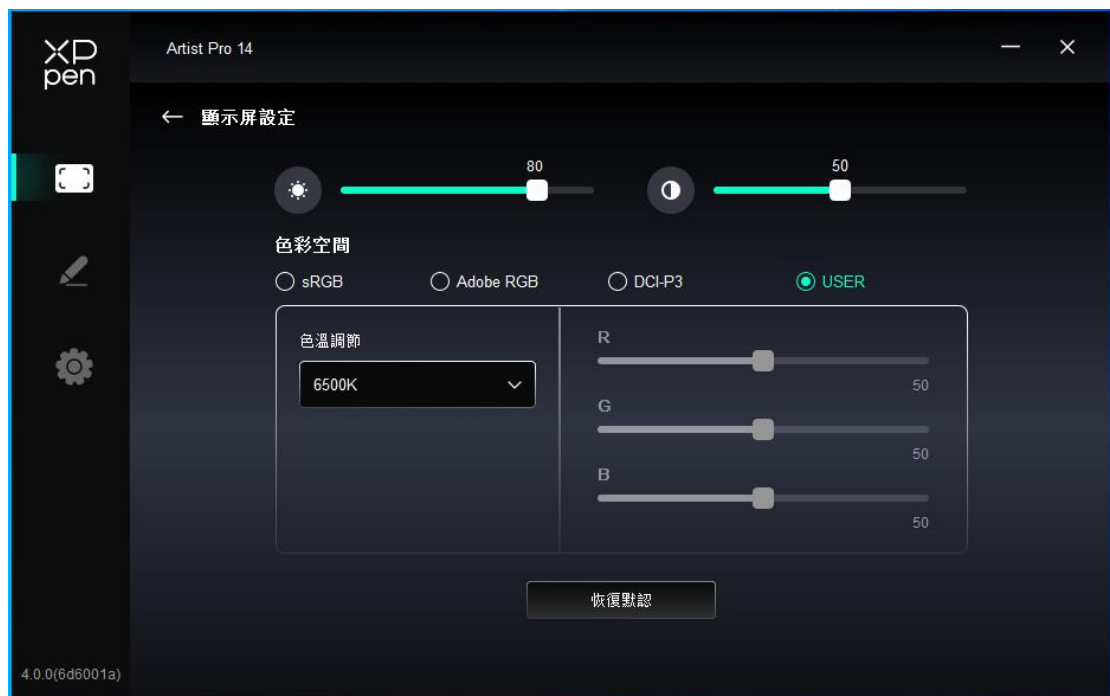 XP
pen
Artist Pro 14
顯示屏設定
80
50
色彩空間
sRGB
Adobe RGB
DCI-P3
USER
色溫調節
6500K
R
50
G
50
B
50
恢復默認
4.0.0(6d6001a)